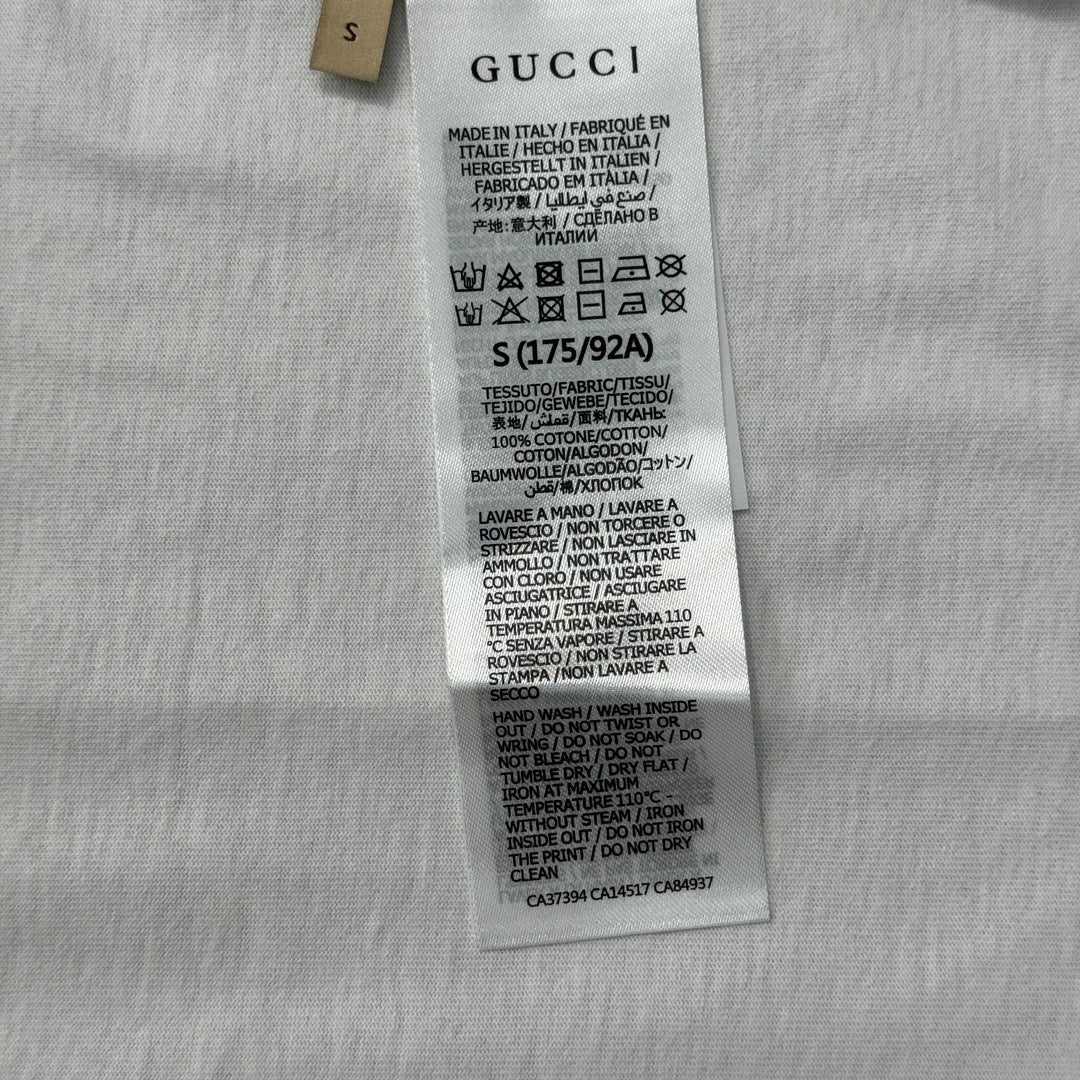 S
GUCCI
MADE IN ITALY / FABRIQUÉ EN
ITALIE / HECHO EN ITALIA /
HERGESTELLT IN ITALIEN /
FABRICADO EM ITÀLIA /
イタリア製 / صنع في ايطاليا /
产地: 意大利 / СДЕЛАНО В
ИТАЛИИ
S (175/92A)
TESSUTO/FABRIC/TISSU/
TEJIDO/GEWEBE/TECIDO/
表地/قماش/面料/ТКАНЬ:
100% COTONE/COTTON/
COTON/ALGODON/
BAUMWOLLE/ALGODÃO/コットン/
قطن/棉/ХЛОПОК
LAVARE A MANO / LAVARE A
ROVESCIO / NON TORCERE O
STRIZZARE / NON LASCIARE IN
AMMOLLO / NON TRATTARE
CON CLORO / NON USARE
ASCIUGATRICE / ASCIUGARE
IN PIANO / STIRARE A
TEMPERATURA MASSIMA 110
°C SENZA VAPORE / STIRARE A
ROVESCIO / NON STIRARE LA
STAMPA /NON LAVARE A
SECCO
HAND WASH / WASH INSIDE
OUT / DO NOT TWIST OR
WRING / DO NOT SOAK / DO
NOT BLEACH / DO NOT
TUMBLE DRY / DRY FLAT /
IRON AT MAXIMUM
TEMPERATURE 110°C -
WITHOUT STEAM / IRON
INSIDE OUT / DO NOT IRON
THE PRINT / DO NOT DRY
CLEAN
CA37394 CA14517 CA84937